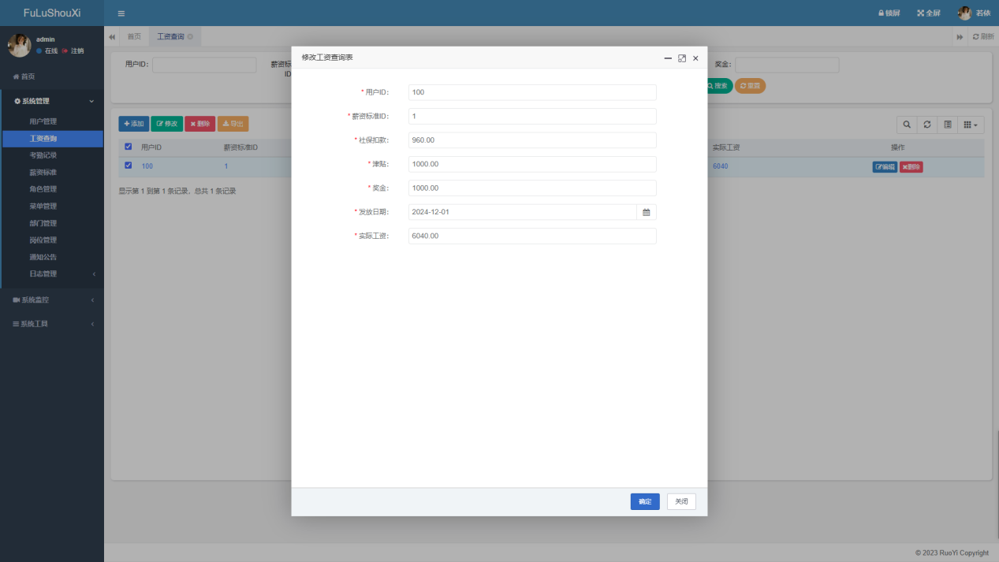 FuLuShouXi
锁屏 全屏 若依
admin
在线 注销
首页 工资查询 刷新
首页
系统管理
用户管理
工资查询
考勤记录
薪资标准
角色管理
菜单管理
部门管理
岗位管理
通知公告
日志管理
系统监控
系统工具
用户ID： 薪资标
ID
奖金：
搜索 重置
添加 修改 删除 导出
用户ID 薪资标准ID 实际工资 操作
100 1 6040 编辑 删除
显示第 1 到第 1 条记录，总共 1 条记录
修改工资查询表
* 用户ID： 100
* 薪资标准ID： 1
* 社保扣款： 960.00
* 津贴： 1000.00
* 奖金： 1000.00
* 发放日期： 2024-12-01
* 实际工资： 6040.00
确定 关闭
© 2023 RuoYi Copyright